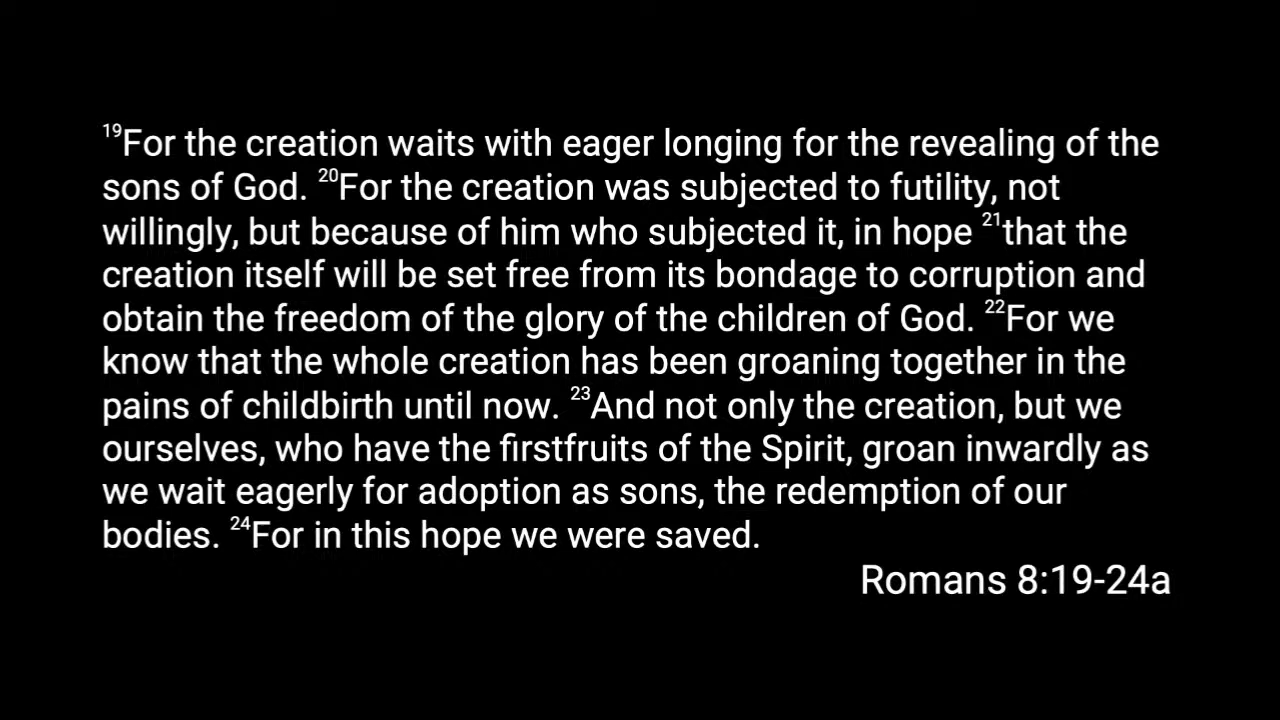 ¹⁹For the creation waits with eager longing for the revealing of the
sons of God. ²⁰For the creation was subjected to futility, not
willingly, but because of him who subjected it, in hope ²¹that the
creation itself will be set free from its bondage to corruption and
obtain the freedom of the glory of the children of God. ²²For we
know that the whole creation has been groaning together in the
pains of childbirth until now. ²³And not only the creation, but we
ourselves, who have the firstfruits of the Spirit, groan inwardly as
we wait eagerly for adoption as sons, the redemption of our
bodies. ²⁴For in this hope we were saved.
Romans 8:19-24a